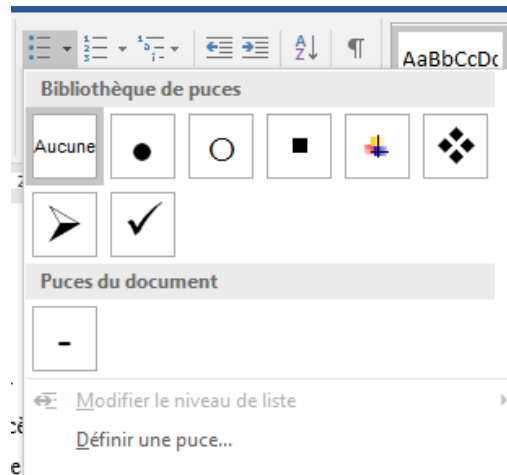 AaBbCcDc
Bibliothèque de puces
Aucune
Puces du document
-
Modifier le niveau de liste
Définir une puce...